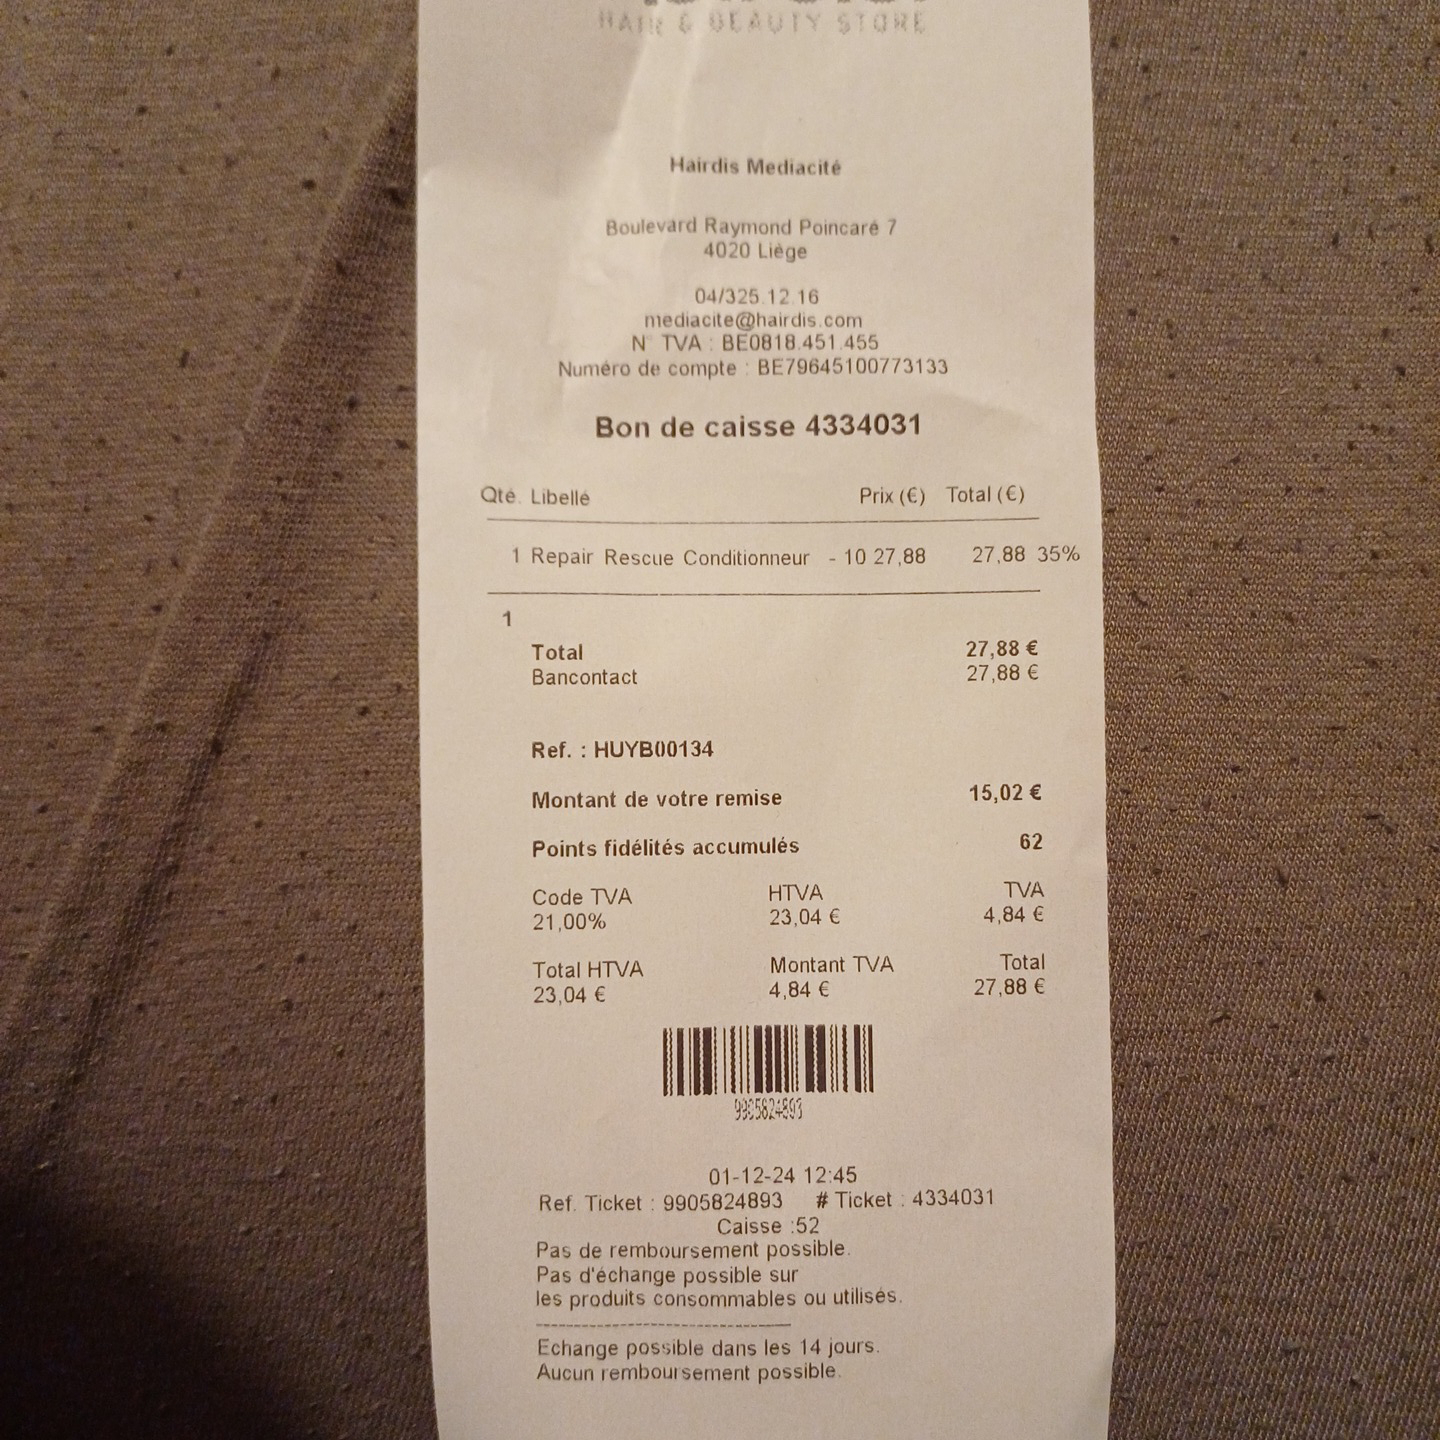 HAIR & BEAUTY STORE
Hairdis Mediacité
Boulevard Raymond Poincaré 7
4020 Liège
04/325.12.16
mediacite@hairdis.com
N° TVA : BE0818.451.455
Numéro de compte : BE79645100773133
Bon de caisse 4334031
Qté. Libellé Prix (€) Total (€)
1 Repair Rescue Conditionneur - 10 27,88 27,88 35%
1
Total 27,88 €
Bancontact 27,88 €
Ref. : HUYB00134
Montant de votre remise 15,02 €
Points fidélités accumulés 62
Code TVA HTVA TVA
21,00% 23,04 € 4,84 €
Total HTVA Montant TVA Total
23,04 € 4,84 € 27,88 €
9905824893
01-12-24 12:45
Ref. Ticket : 9905824893 # Ticket : 4334031
Caisse :52
Pas de remboursement possible.
Pas d'échange possible sur
les produits consommables ou utilisés.
--------------------------------
Echange possible dans les 14 jours.
Aucun remboursement possible.